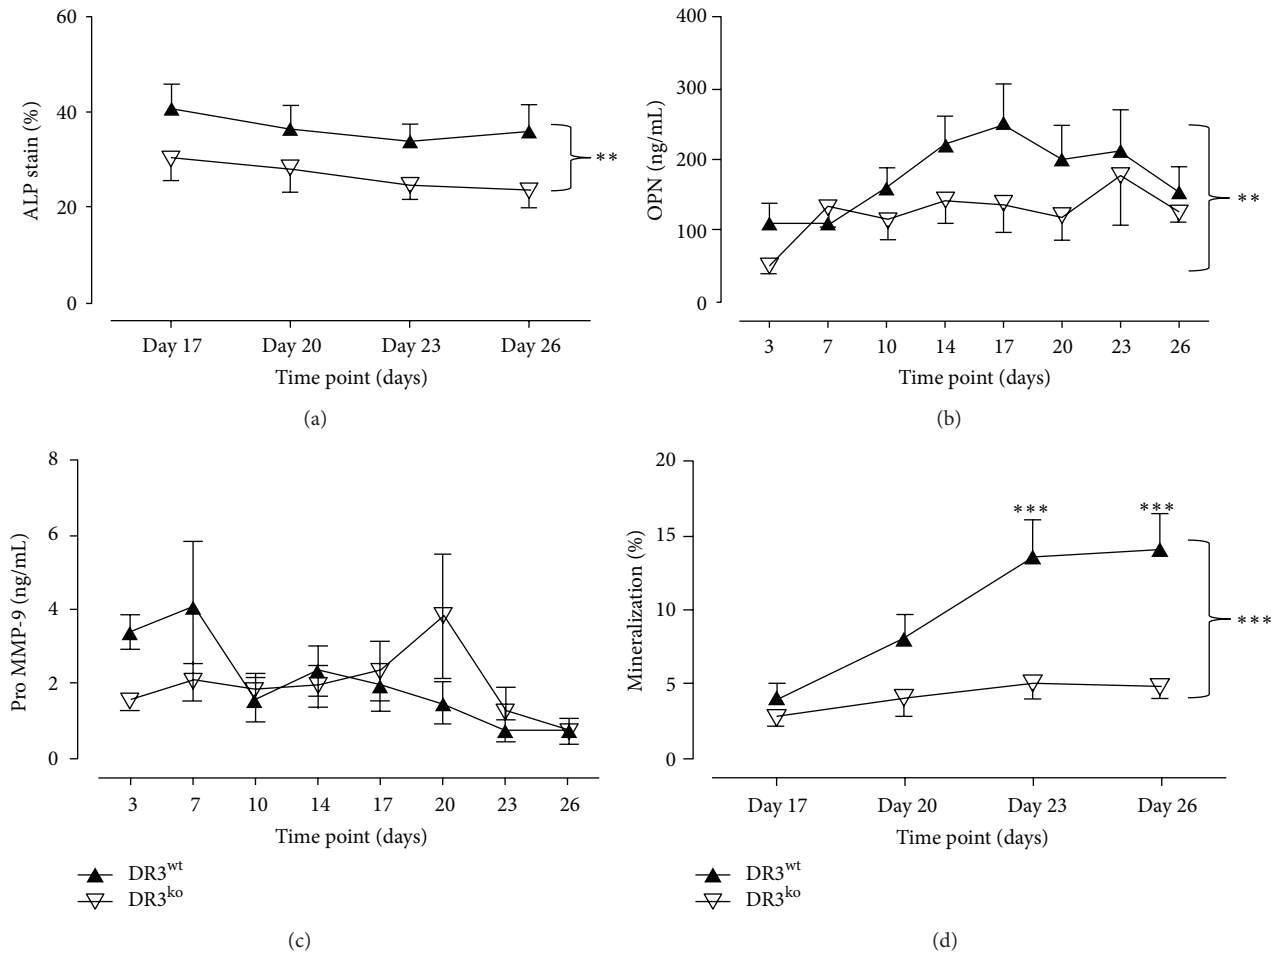 60
40
20
0
ALP stain (%)
**
Day 17 Day 20 Day 23 Day 26
Time point (days)
(a)
400
300
200
100
0
OPN (ng/mL)
**
3 7 10 14 17 20 23 26
Time point (days)
(b)
8
6
4
2
0
Pro MMP-9 (ng/mL)
3 7 10 14 17 20 23 26
Time point (days)
DR3wt
DR3ko
(c)
20
15
10
5
0
Mineralization (%)
*** ***
***
Day 17 Day 20 Day 23 Day 26
Time point (days)
DR3wt
DR3ko
(d)